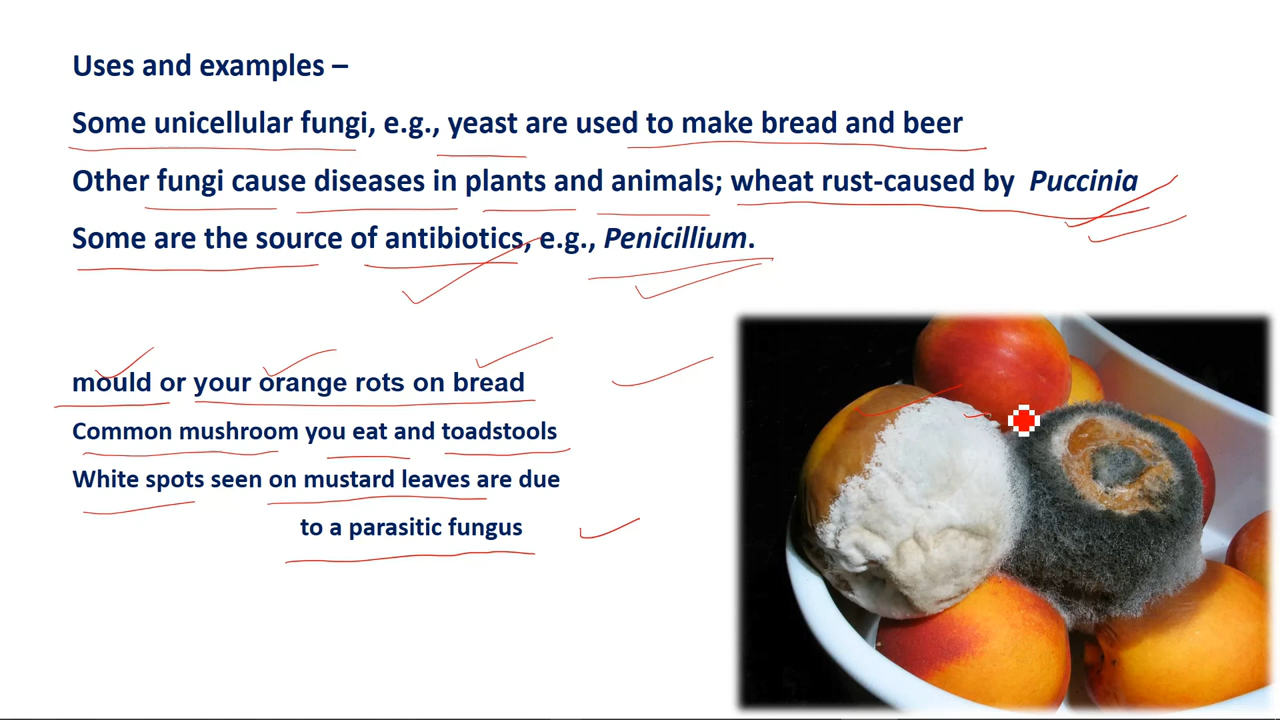 Uses and examples –
Some unicellular fungi, e.g., yeast are used to make bread and beer
Other fungi cause diseases in plants and animals; wheat rust-caused by Puccinia
Some are the source of antibiotics, e.g., Penicillium.
mould or your orange rots on bread
Common mushroom you eat and toadstools
White spots seen on mustard leaves are due
to a parasitic fungus